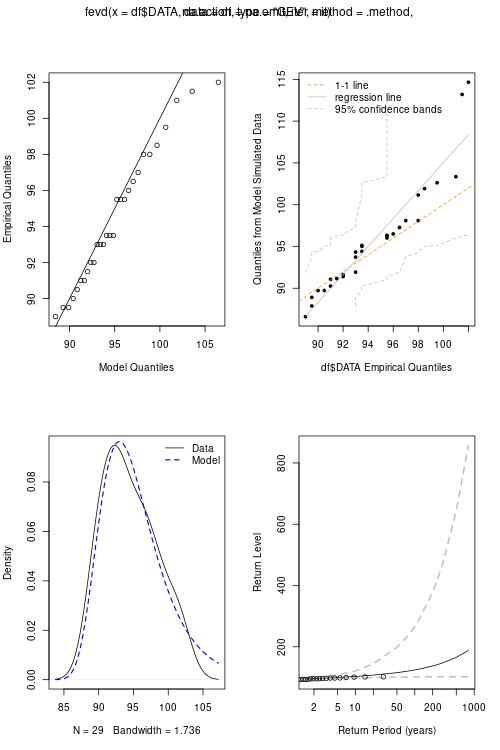 fevd(x = df$DATA,
method = .method,
102
100
98
96
94
92
90
Empirical Quantiles
90
95
100
105
Model Quantiles
115
110
105
100
95
90
Quantiles from Model Simulated Data
1-1 line
regression line
95% confidence bands
90
92
94
96
98
100
df$DATA Empirical Quantiles
0.08
0.06
0.04
0.02
0.00
Density
Data
Model
85
90
95
100
105
N = 29 Bandwidth = 1.736
800
600
400
200
Return Level
2
5
10
50
200
1000
Return Period (years)